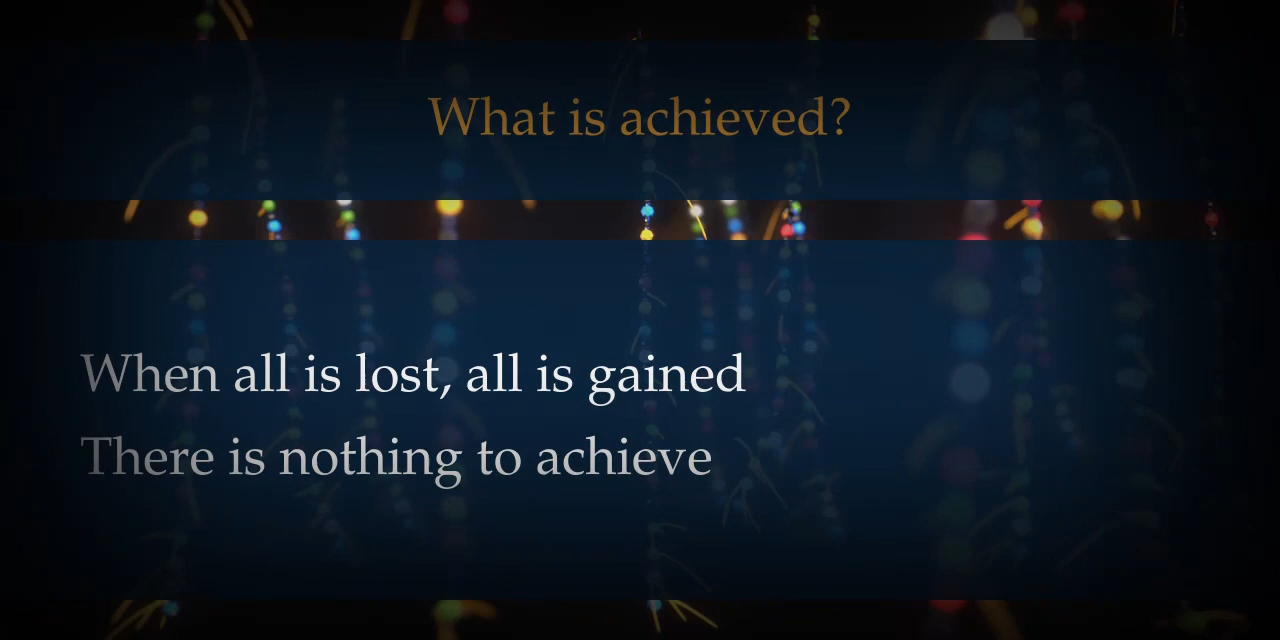 What is achieved?
When all is lost, all is gained
There is nothing to achieve